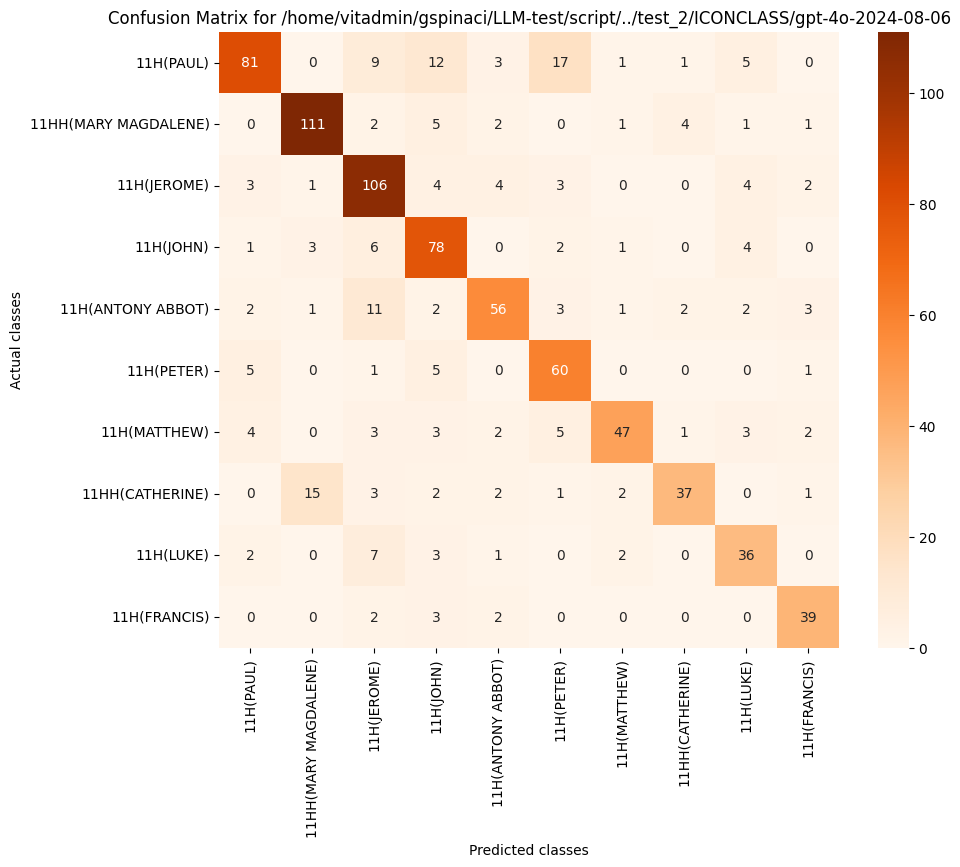 Confusion Matrix for /home/vitadmin/gspinaci/LLM-test/script/../test_2/ICONCLASS/gpt-4o-2024-08-06
11H(PAUL) 81 0 9 12 3 17 1 1 5 0
11HH(MARY MAGDALENE) 0 111 2 5 2 0 1 4 1 1
11H(JEROME) 3 1 106 4 4 3 0 0 4 2
11H(JOHN) 1 3 6 78 0 2 1 0 4 0
11H(ANTONY ABBOT) 2 1 11 2 56 3 1 2 2 3
11H(PETER) 5 0 1 5 0 60 0 0 0 1
11H(MATTHEW) 4 0 3 3 2 5 47 1 3 2
11HH(CATHERINE) 0 15 3 2 2 1 2 37 0 1
11H(LUKE) 2 0 7 3 1 0 2 0 36 0
11H(FRANCIS) 0 0 2 3 2 0 0 0 0 39
Actual classes
11H(PAUL)
11HH(MARY MAGDALENE)
11H(JEROME)
11H(JOHN)
11H(ANTONY ABBOT)
11H(PETER)
11H(MATTHEW)
11HH(CATHERINE)
11H(LUKE)
11H(FRANCIS)
Predicted classes
100
80
60
40
20
0